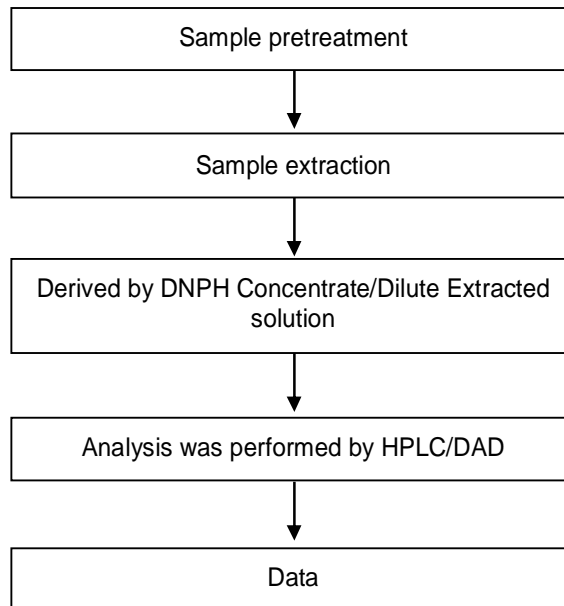 Sample pretreatment
Sample extraction
Derived by DNPH Concentrate/Dilute Extracted
solution
Analysis was performed by HPLC/DAD
Data